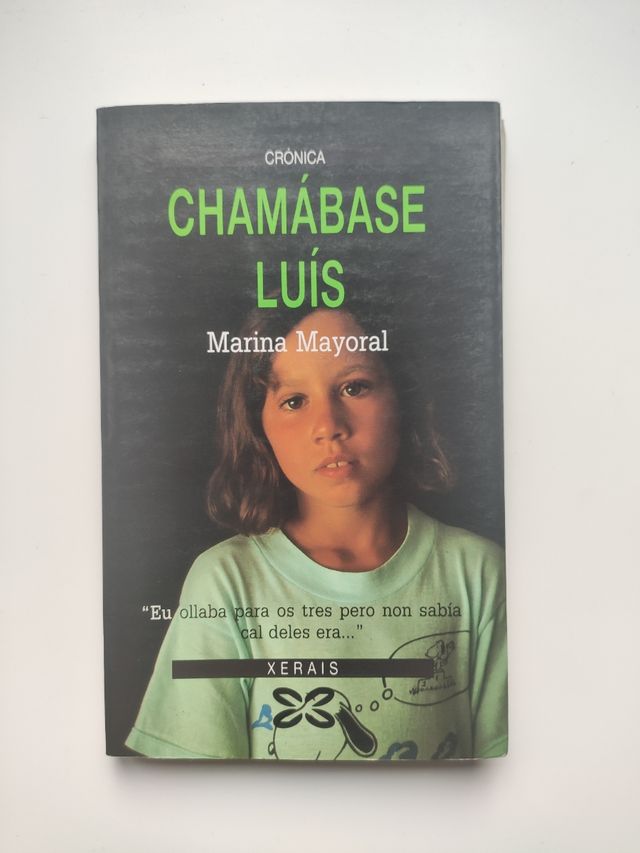 CRÓNICA
CHAMÁBASE
LUÍS
Marina Mayoral
“Eu ollaba para os tres pero non sabía
cal deles era...”
XERAIS